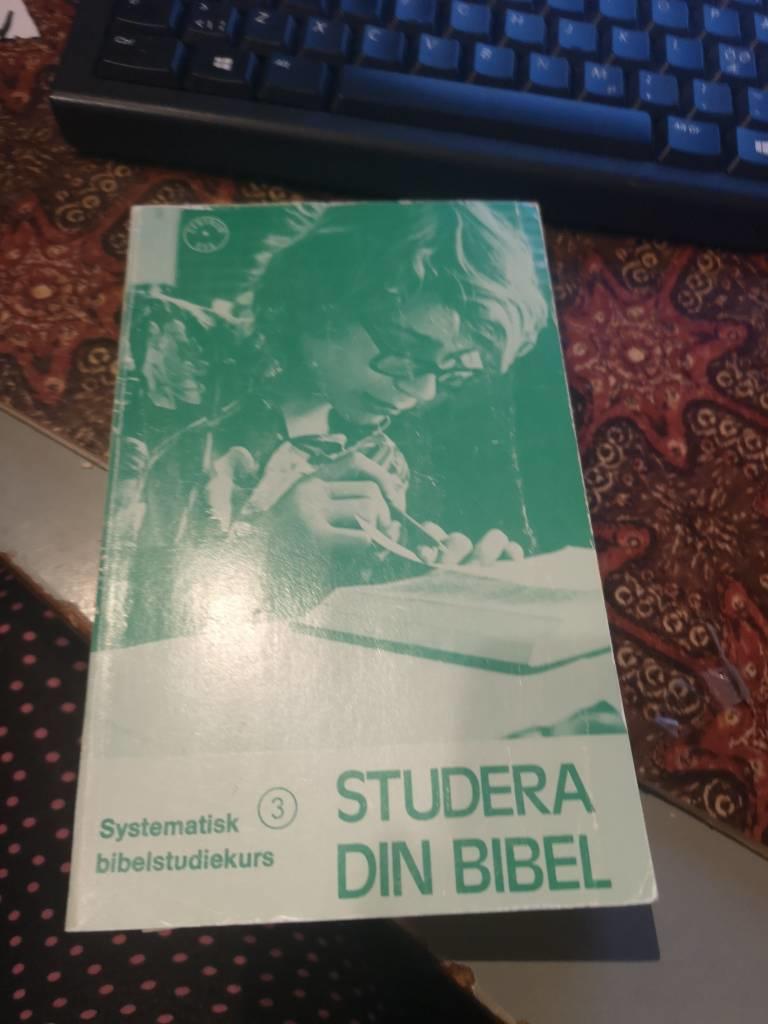 Systematisk
bibelstudiekurs
3
STUDERA
DIN BIBEL